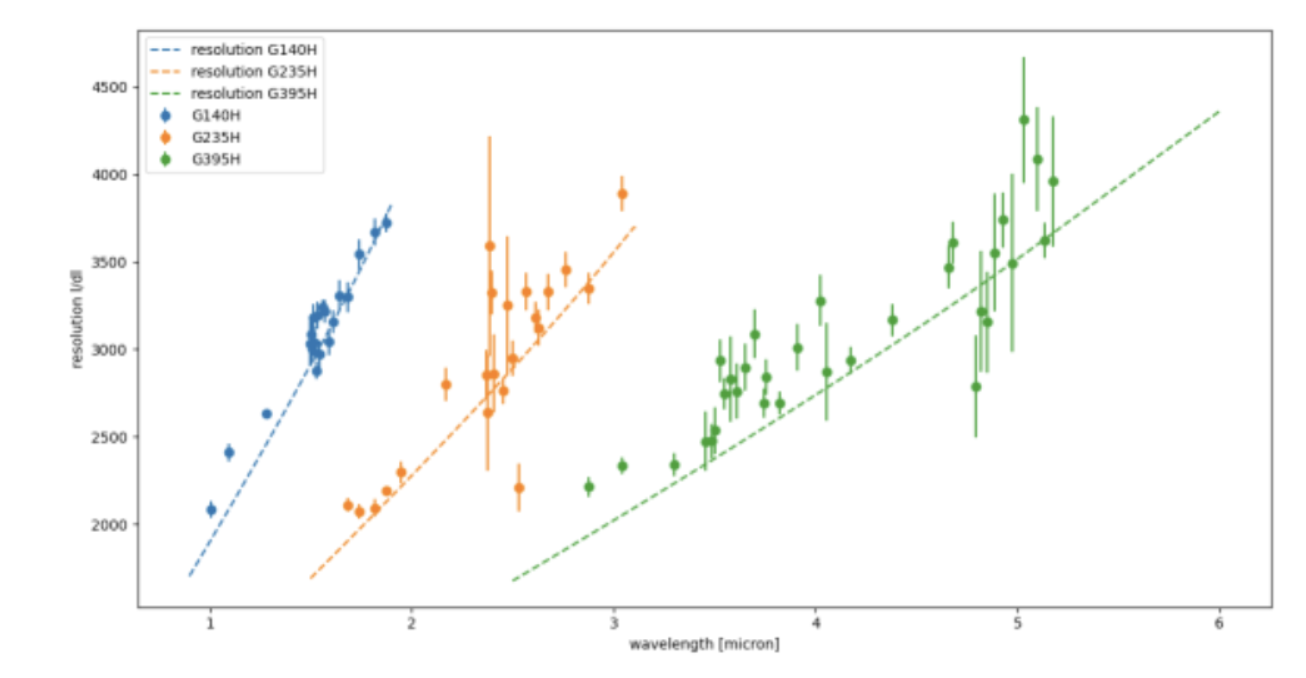 resolution G140H
resolution G235H
resolution G395H
G140H
G235H
G395H
4500
4000
3500
3000
2500
2000
resolution l/dl
1 2 3 4 5 6
wavelength [micron]